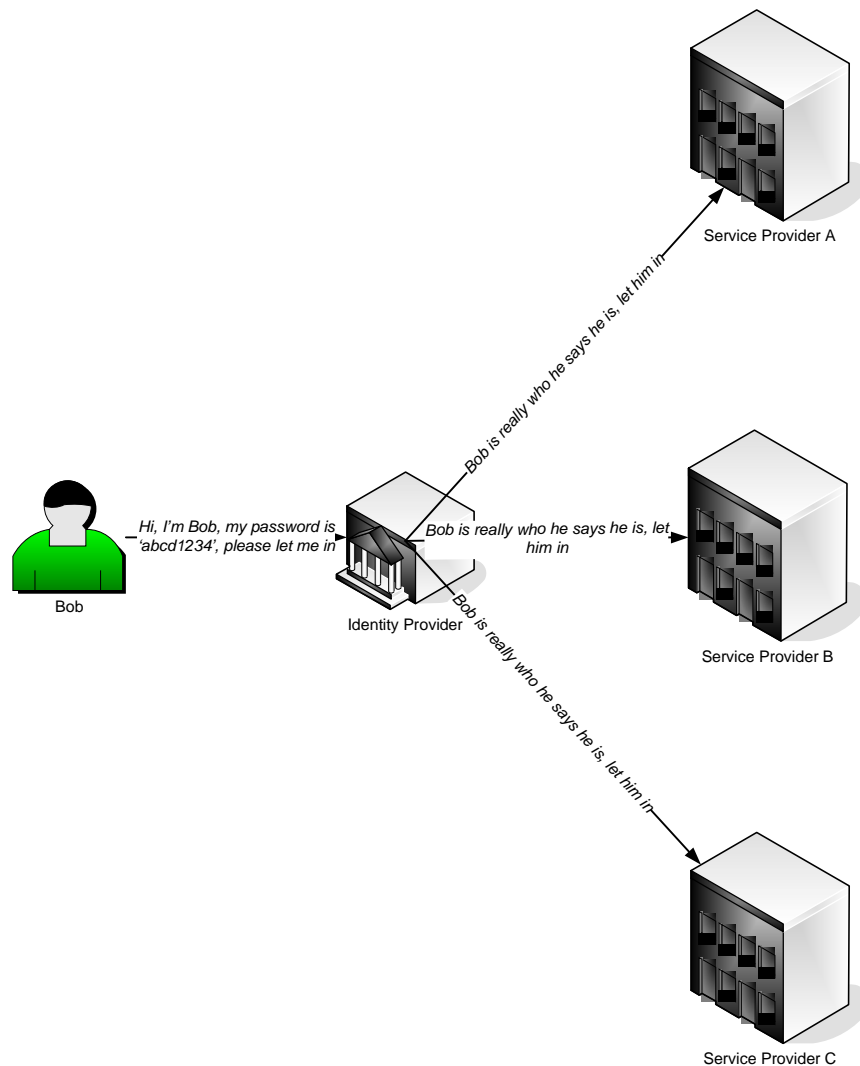 Service Provider A
Bob is really who he says he is, let him in
Hi, I'm Bob, my password is
'abcd1234', please let me in
Bob
Identity Provider
Bob is really who he says he is, let
him in
Service Provider B
Bob is really who he says he is, let him in
Service Provider C